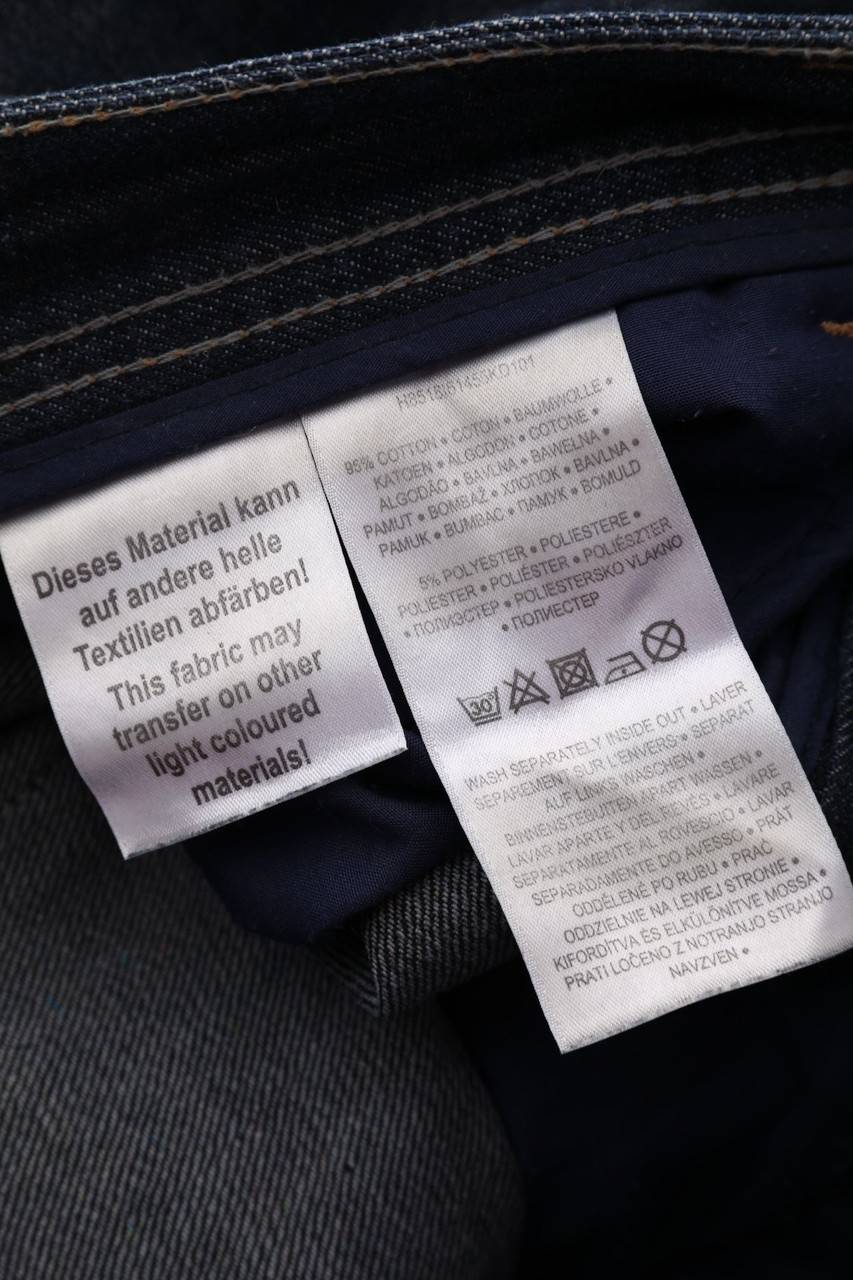 Dieses Material kann
auf andere helle
Textilien abfärben!
This fabric may
transfer on other
light coloured
materials!
95% COTTON • COTON • BAUMWOLLE •
KATOEN • ALGODON • COTONE •
ALGODÃO • BAVLNA • BAWELNA •
PAMUT • BOMBAŽ • ХЛОПОК • BAVLNA •
PAMUK • BUMBAC • ПАМУК • BOMULD
5% POLYESTER • POLIESTERE •
POLIESTER • POLIÉSTER • POLIÉSZTER
• ПОЛИЭСТЕР • POLIESTERSKO VLAKNO
• ПОЛИЕСТЕР
30°
WASH SEPARATELY INSIDE OUT • LAVER
SEPAREMENT SUR L'ENVERS • SEPARAT
AUF LINKS WASCHEN •
BINNENSTEBUITEN APART WASSEN •
LAVAR APARTE Y DEL REVÉS • LAVARE
SEPARATAMENTE AL ROVESCIO • LAVAR
SEPARADAMENTE DO AVESSO • PRÁT
ODDĚLENĚ PO RUBU • PRAČ
ODDZIELNIE NA LEWEJ STRONIE •
KIFORDÍTVA ÉS ELKÜLÖNÍTVE MOSSA •
PRATI LOČENO Z NOTRANJO STRANJO
NAVZVEN •